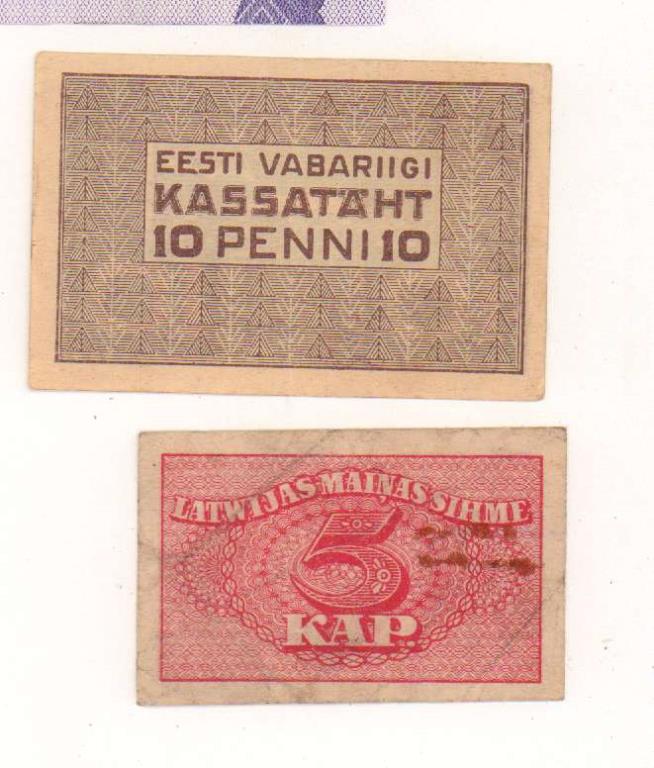 EESTI VABARIIGI
KASSATÄHT
10 PENNI 10
LATWIJAS MAIŅAS SIHME
5
KAP.